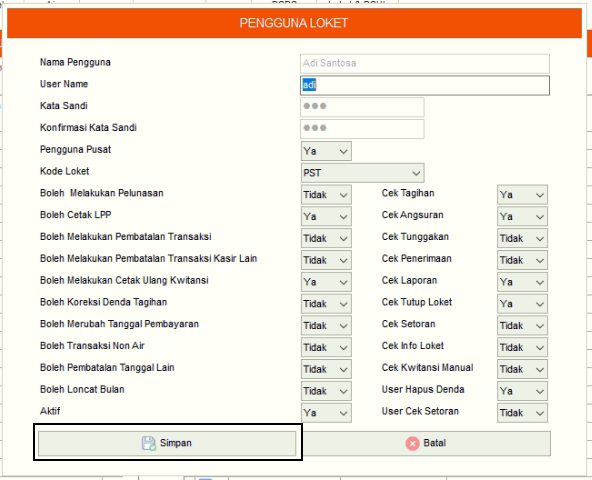 PENGGUNA LOKET
Nama Pengguna Adi Santosa
User Name adi
Kata Sandi
Konfirmasi Kata Sandi
Pengguna Pusat Ya
Kode Loket PST
Boleh Melakukan Pelunasan Tidak Cek Tagihan Ya
Boleh Cetak LPP Ya Cek Angsuran Ya
Boleh Melakukan Pembatalan Transaksi Tidak Cek Tunggakan Tidak
Boleh Melakukan Pembatalan Transaksi Kasir Lain Tidak Cek Penerimaan Tidak
Boleh Melakukan Cetak Ulang Kwitansi Ya Cek Laporan Ya
Boleh Koreksi Denda Tagihan Tidak Cek Tutup Loket Ya
Boleh Merubah Tanggal Pembayaran Tidak Cek Setoran Tidak
Boleh Transaksi Non Air Tidak Cek Info Loket Tidak
Boleh Pembatalan Tanggal Lain Tidak Cek Kwitansi Manual Tidak
Boleh Loncat Bulan Tidak User Hapus Denda Ya
Aktif Ya User Cek Setoran Tidak
Simpan Batal